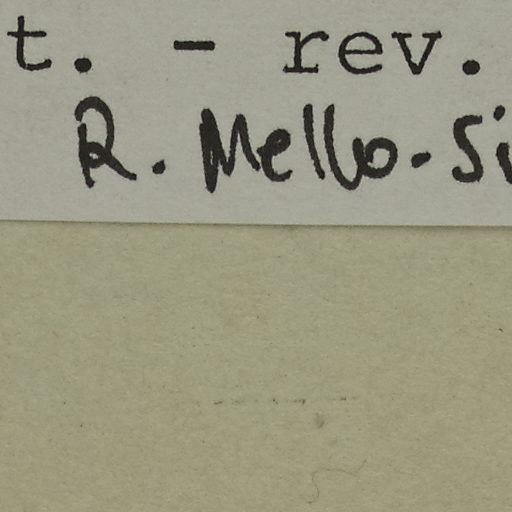 t. - rev.
R. Mello-Si